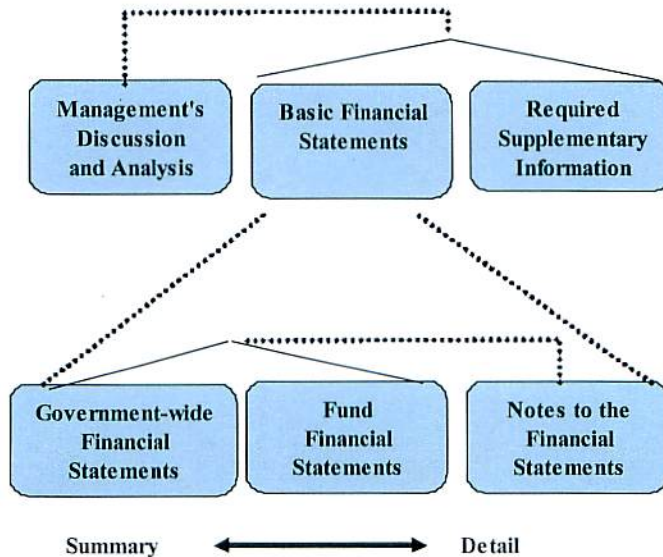 Management's
Discussion
and Analysis
Basic Financial
Statements
Required
Supplementary
Information
Government-wide
Financial
Statements
Fund
Financial
Statements
Notes to the
Financial
Statements
Summary
Detail